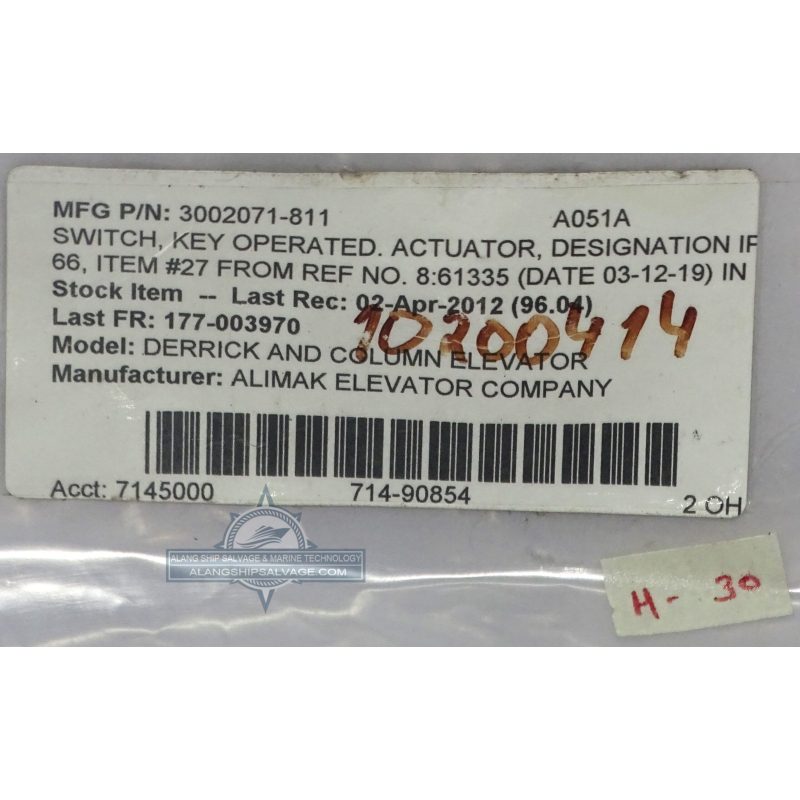 MFG P/N: 3002071-811 A051A
SWITCH, KEY OPERATED. ACTUATOR, DESIGNATION IF
66, ITEM #27 FROM REF NO. 8:61335 (DATE 03-12-19) IN
Stock Item -- Last Rec: 02-Apr-2012 (96.04)
Last FR: 177-003970
10200414
Model: DERRICK AND COLUMN ELEVATOR
Manufacturer: ALIMAK ELEVATOR COMPANY
Acct: 7145000 714-90854 2 OH
ALANG SHIP SALVAGE & MARINE TECHNOLOGY
ALANGSHIPSALVAGE.COM
H- 30